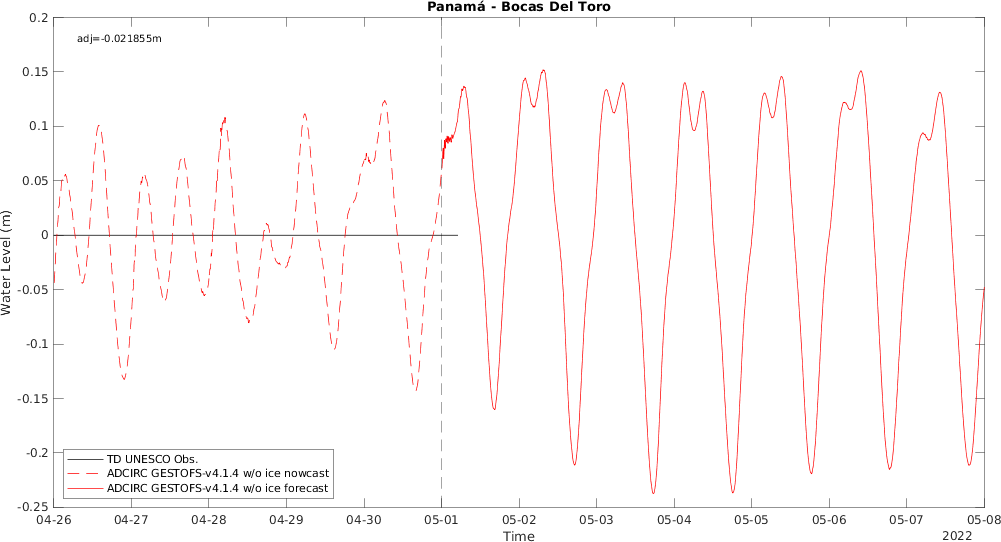 Panamá - Bocas Del Toro
0.2
adj=-0.021855m
0.15
0.1
0.05
0
-0.05
-0.1
-0.15
-0.2
-0.25
Water Level (m)
TD UNESCO Obs.
ADCIRC GESTOFS-v4.1.4 w/o ice nowcast
ADCIRC GESTOFS-v4.1.4 w/o ice forecast
04-26 04-27 04-28 04-29 04-30 05-01 05-02 05-03 05-04 05-05 05-06 05-07 05-08
Time
2022